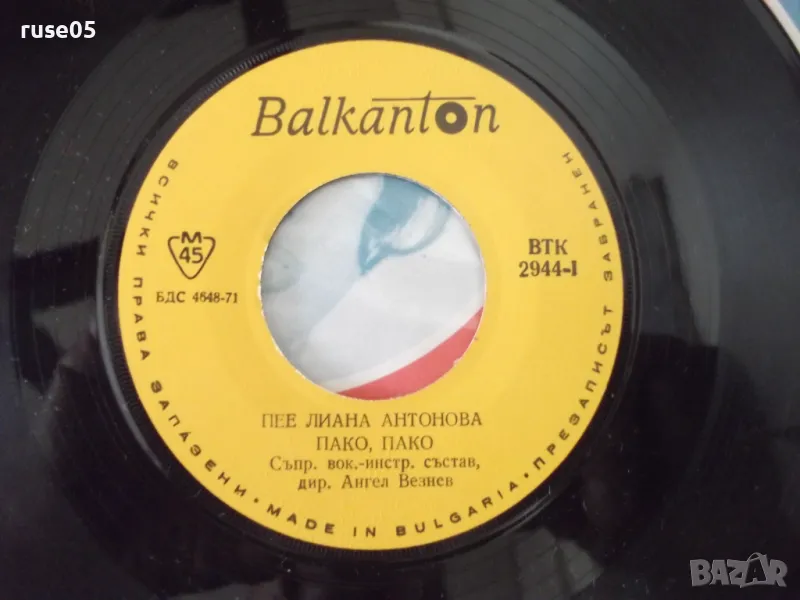 ruse05
Balkanton
M
45
БДС 4648-71
ВТК
2944-I
ПЕЕ ЛИАНА АНТОНОВА
ПАКО, ПАКО
Съпр. вок.-инстр. състав,
дир. Ангел Везнев
ВСИЧКИ ПРАВА ЗАПАЗЕНИ • MADE IN BULGARIA • ПРЕЗАПИСЪТ ЗАБРАНЕН
BAZAR